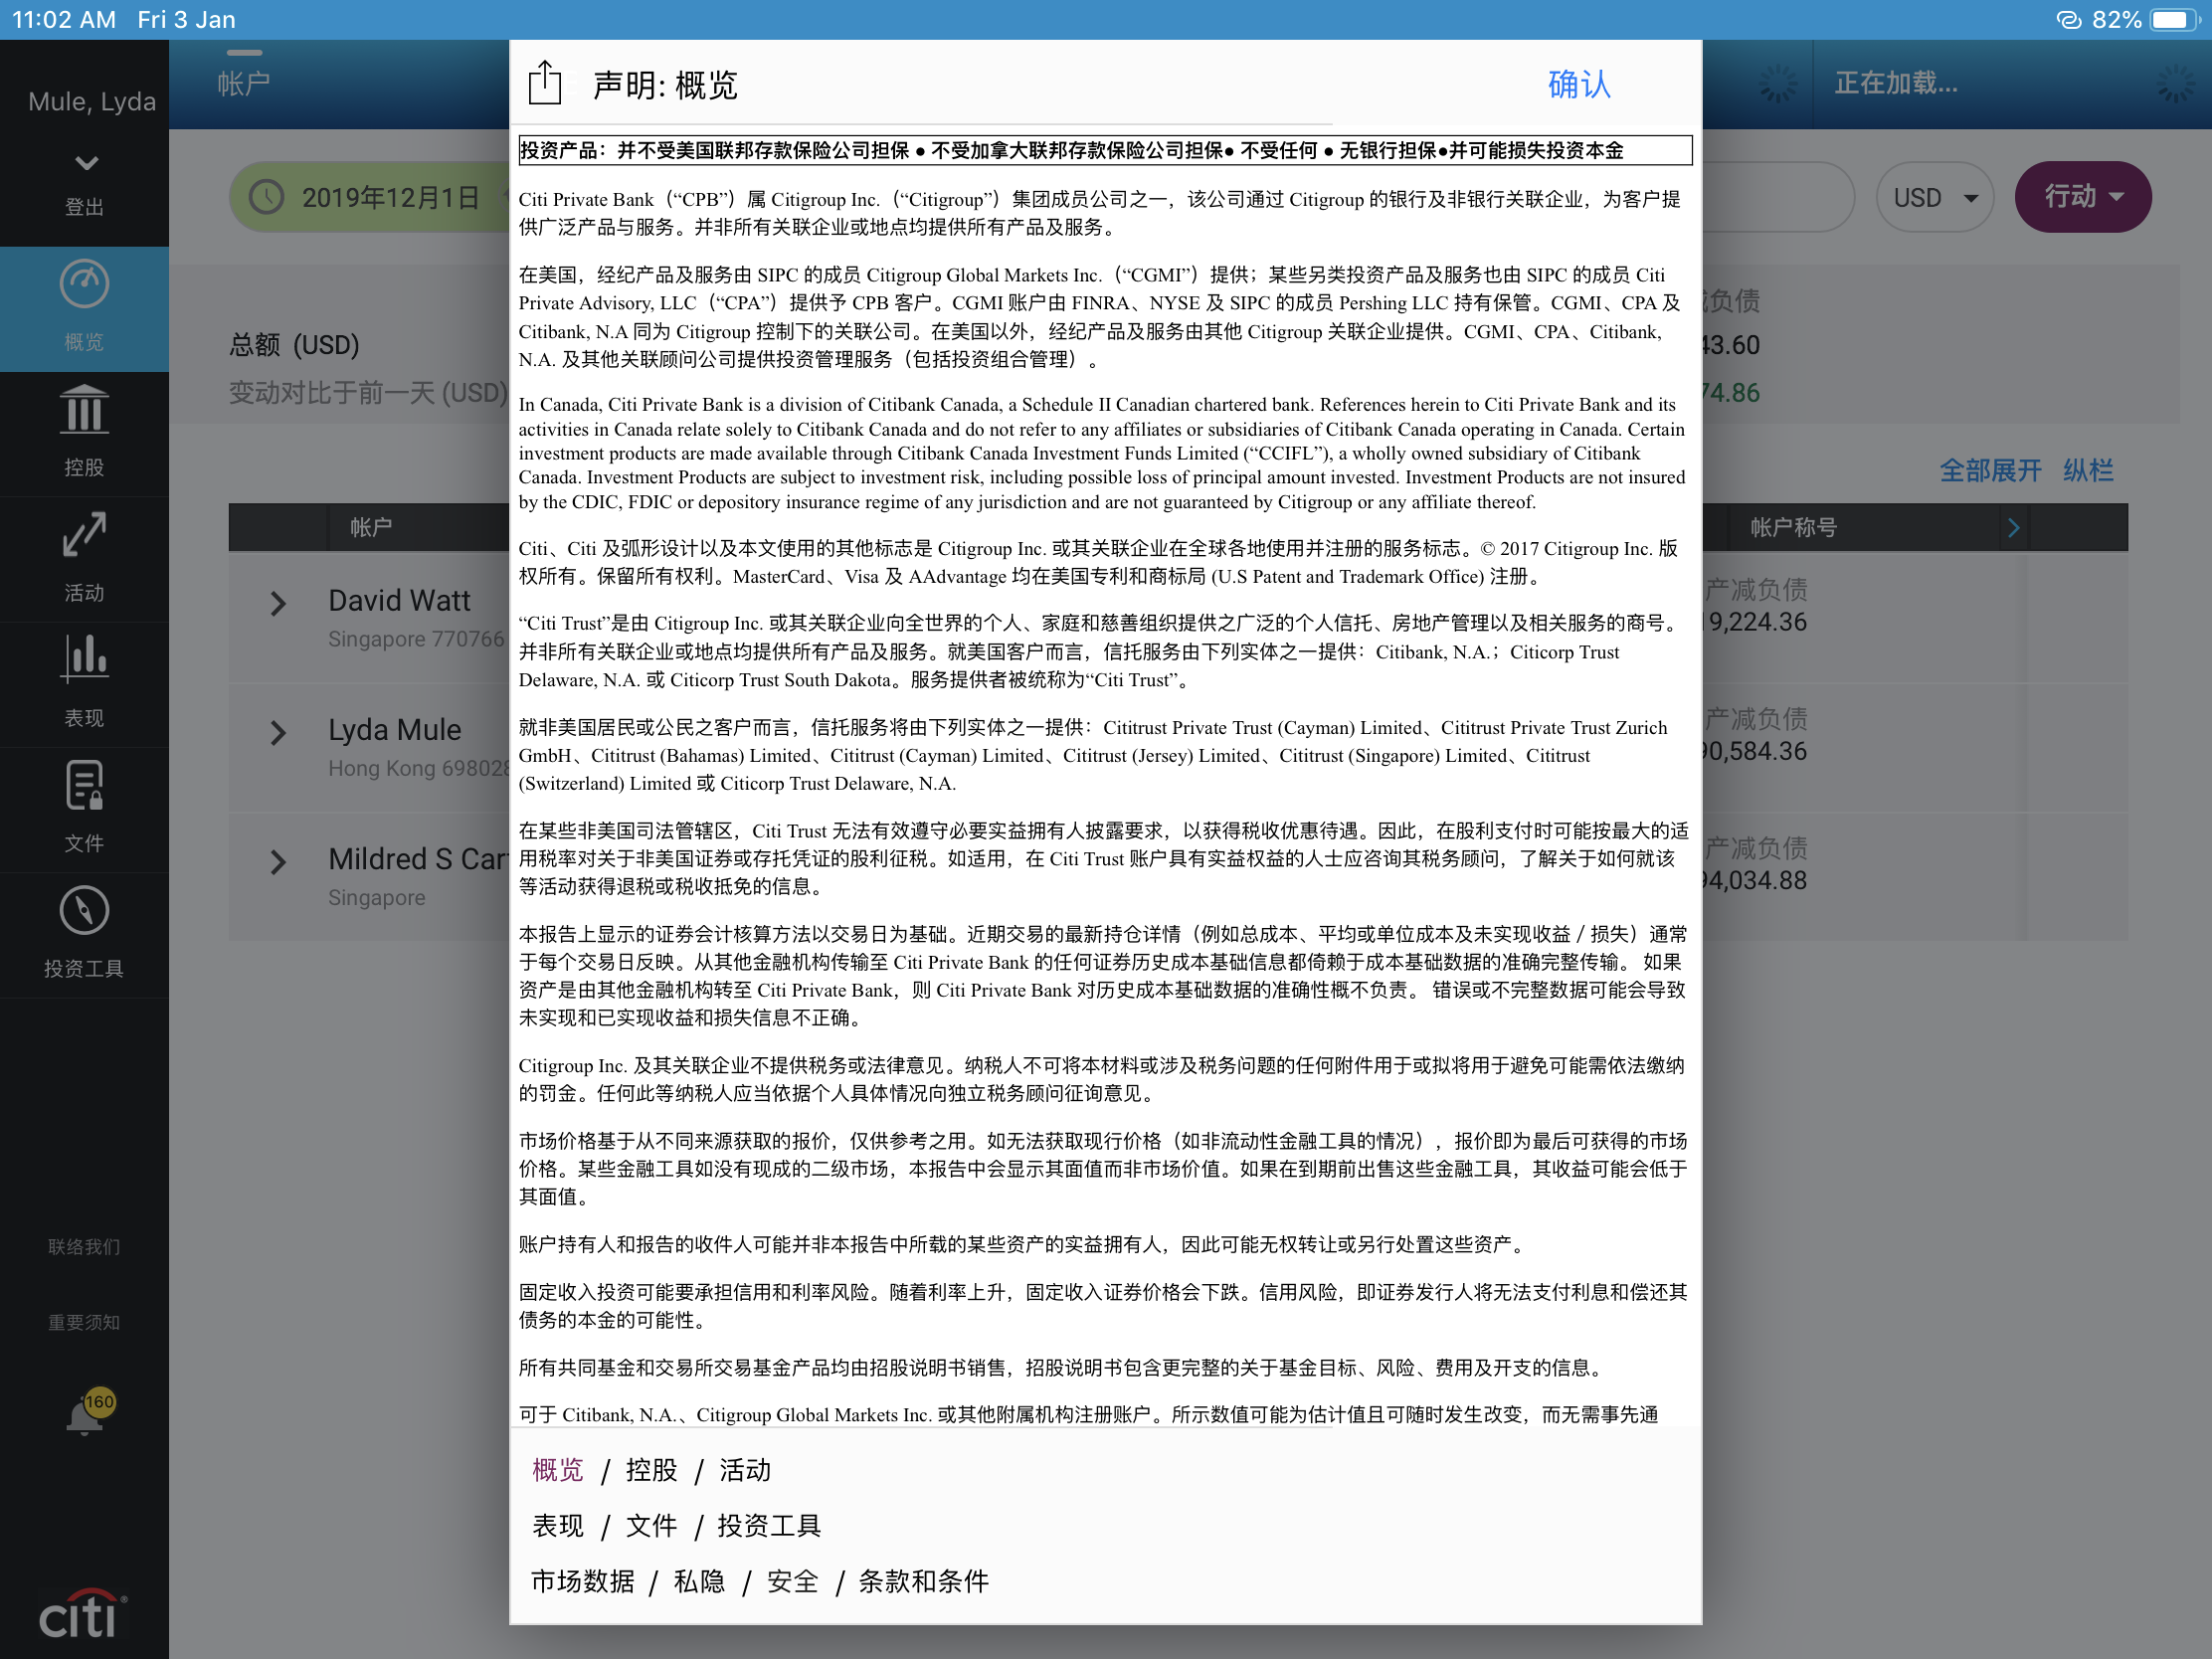 11:02 AM Fri 3 Jan
82%
Mule, Lyda
登出
概览
控股
活动
表现
文件
投资工具
联络我们
重要须知
160
citi
帐户
正在加载...
2019年12月1日
USD
行动
总额 (USD)
变动对比于前一天 (USD)
负债
43.60
74.86
全部展开 纵栏
帐户
帐户称号
David Watt
Singapore 770766
产减负债
9,224.36
Lyda Mule
Hong Kong 698028
产减负债
0,584.36
Mildred S Car
Singapore
产减负债
94,034.88
声明: 概览
确认
投资产品：并不受美国联邦存款保险公司担保 ● 不受加拿大联邦存款保险公司担保● 不受任何 ● 无银行担保●并可能损失投资本金
Citi Private Bank（“CPB”）属 Citigroup Inc.（“Citigroup”）集团成员公司之一，该公司通过 Citigroup 的银行及非银行关联企业，为客户提
供广泛产品与服务。并非所有关联企业或地点均提供所有产品及服务。
在美国，经纪产品及服务由 SIPC 的成员 Citigroup Global Markets Inc.（“CGMI”）提供；某些另类投资产品及服务也由 SIPC 的成员 Citi
Private Advisory, LLC（“CPA”）提供予 CPB 客户。CGMI 账户由 FINRA、NYSE 及 SIPC 的成员 Pershing LLC 持有保管。CGMI、CPA 及
Citibank, N.A 同为 Citigroup 控制下的关联公司。在美国以外，经纪产品及服务由其他 Citigroup 关联企业提供。CGMI、CPA、Citibank,
N.A. 及其他关联顾问公司提供投资管理服务（包括投资组合管理）。
In Canada, Citi Private Bank is a division of Citibank Canada, a Schedule II Canadian chartered bank. References herein to Citi Private Bank and its
activities in Canada relate solely to Citibank Canada and do not refer to any affiliates or subsidiaries of Citibank Canada operating in Canada. Certain
investment products are made available through Citibank Canada Investment Funds Limited (“CCIFL”), a wholly owned subsidiary of Citibank
Canada. Investment Products are subject to investment risk, including possible loss of principal amount invested. Investment Products are not insured
by the CDIC, FDIC or depository insurance regime of any jurisdiction and are not guaranteed by Citigroup or any affiliate thereof.
Citi、Citi 及弧形设计以及本文使用的其他标志是 Citigroup Inc. 或其关联企业在全球各地使用并注册的服务标志。© 2017 Citigroup Inc. 版
权所有。保留所有权利。MasterCard、Visa 及 AAdvantage 均在美国专利和商标局 (U.S Patent and Trademark Office) 注册。
“Citi Trust”是由 Citigroup Inc. 或其关联企业向全世界的个人、家庭和慈善组织提供之广泛的个人信托、房地产管理以及相关服务的商号。
并非所有关联企业或地点均提供所有产品及服务。就美国客户而言，信托服务由下列实体之一提供：Citibank, N.A.；Citicorp Trust
Delaware, N.A. 或 Citicorp Trust South Dakota。服务提供者被统称为“Citi Trust”。
就非美国居民或公民之客户而言，信托服务将由下列实体之一提供：Cititrust Private Trust (Cayman) Limited、Cititrust Private Trust Zurich
GmbH、Cititrust (Bahamas) Limited、Cititrust (Cayman) Limited、Cititrust (Jersey) Limited、Cititrust (Singapore) Limited、Cititrust
(Switzerland) Limited 或 Citicorp Trust Delaware, N.A.
在某些非美国司法管辖区，Citi Trust 无法有效遵守必要实益拥有人披露要求，以获得税收优惠待遇。因此，在股利支付时可能按最大的适
用税率对关于非美国证券或存托凭证的股利征税。如适用，在 Citi Trust 账户具有实益权益的人士应咨询其税务顾问，了解关于如何就该
等活动获得退税或税收抵免的信息。
本报告上显示的证券会计核算方法以交易日为基础。近期交易的最新持仓详情（例如总成本、平均或单位成本及未实现收益 / 损失）通常
于每个交易日反映。从其他金融机构传输至 Citi Private Bank 的任何证券历史成本基础信息都倚赖于成本基础数据的准确完整传输。 如果
资产是由其他金融机构转至 Citi Private Bank，则 Citi Private Bank 对历史成本基础数据的准确性概不负责。 错误或不完整数据可能会导致
未实现和已实现收益和损失信息不正确。
Citigroup Inc. 及其关联企业不提供税务或法律意见。纳税人不可将本材料或涉及税务问题的任何附件用于或拟将用于避免可能需依法缴纳
的罚金。任何此等纳税人应当依据个人具体情况向独立税务顾问征询意见。
市场价格基于从不同来源获取的报价，仅供参考之用。如无法获取现行价格（如非流动性金融工具的情况），报价即为最后可获得的市场
价格。某些金融工具如没有现成的二级市场，本报告中会显示其面值而非市场价值。如果在到期前出售这些金融工具，其收益可能会低于
其面值。
账户持有人和报告的收件人可能并非本报告中所载的某些资产的实益拥有人，因此可能无权转让或另行处置这些资产。
固定收入投资可能要承担信用和利率风险。随着利率上升，固定收入证券价格会下跌。信用风险，即证券发行人将无法支付利息和偿还其
债务的本金的可能性。
所有共同基金和交易所交易基金产品均由招股说明书销售，招股说明书包含更完整的关于基金目标、风险、费用及开支的信息。
可于 Citibank, N.A.、Citigroup Global Markets Inc. 或其他附属机构注册账户。所示数值可能为估计值且可随时发生改变，而无需事先通
概览 / 控股 / 活动
表现 / 文件 / 投资工具
市场数据 / 私隐 / 安全 / 条款和条件